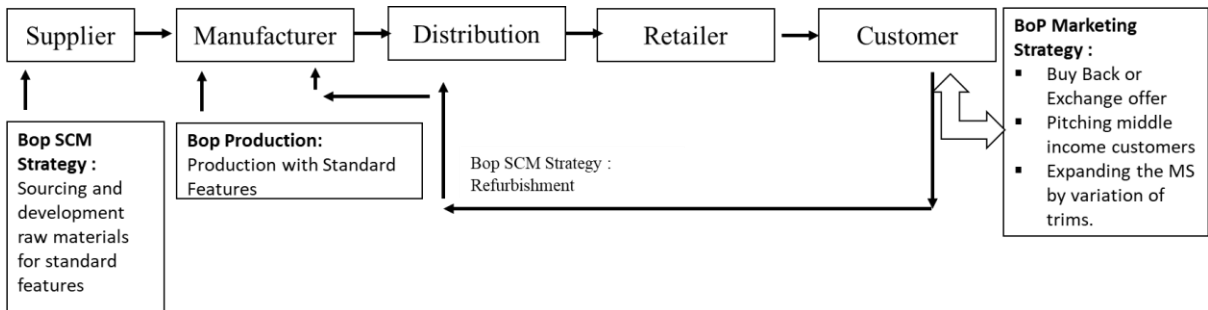 Supplier
Manufacturer
Distribution
Retailer
Customer
Bop SCM
Strategy :
Sourcing and
development
raw materials
for standard
features
Bop Production:
Production with Standard
Features
Bop SCM Strategy :
Refurbishment
BoP Marketing
Strategy :
▪ Buy Back or
Exchange offer
▪ Pitching middle
income customers
▪ Expanding the MS
by variation of
trims.